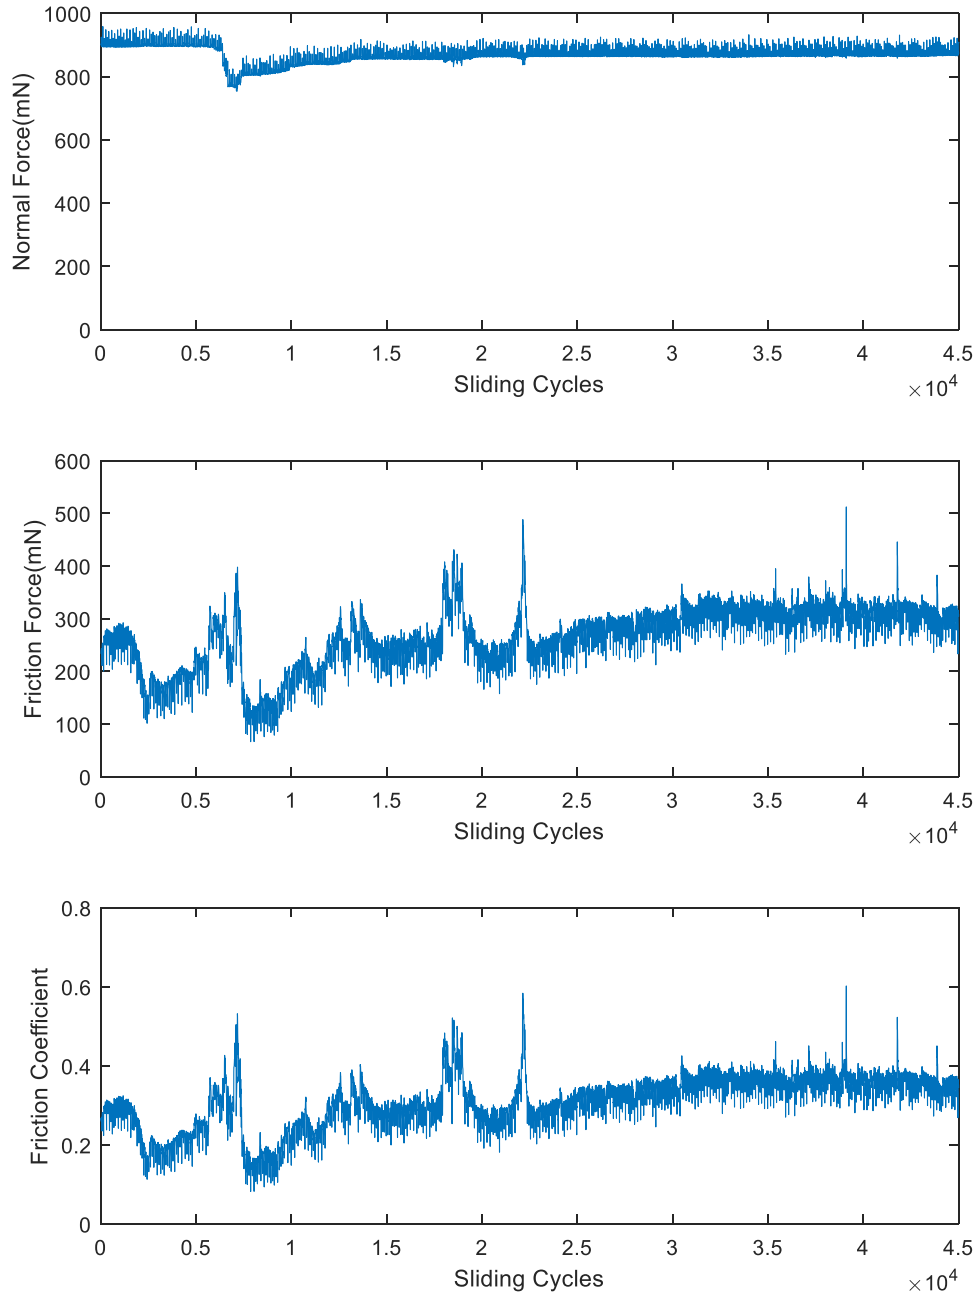 1000
800
600
400
200
0
Normal Force(mN)
0 0.5 1 1.5 2 2.5 3 3.5 4 4.5
Sliding Cycles
×10⁴
600
500
400
300
200
100
0
Friction Force(mN)
0 0.5 1 1.5 2 2.5 3 3.5 4 4.5
Sliding Cycles
×10⁴
0.8
0.6
0.4
0.2
0
Friction Coefficient
0 0.5 1 1.5 2 2.5 3 3.5 4 4.5
Sliding Cycles
×10⁴